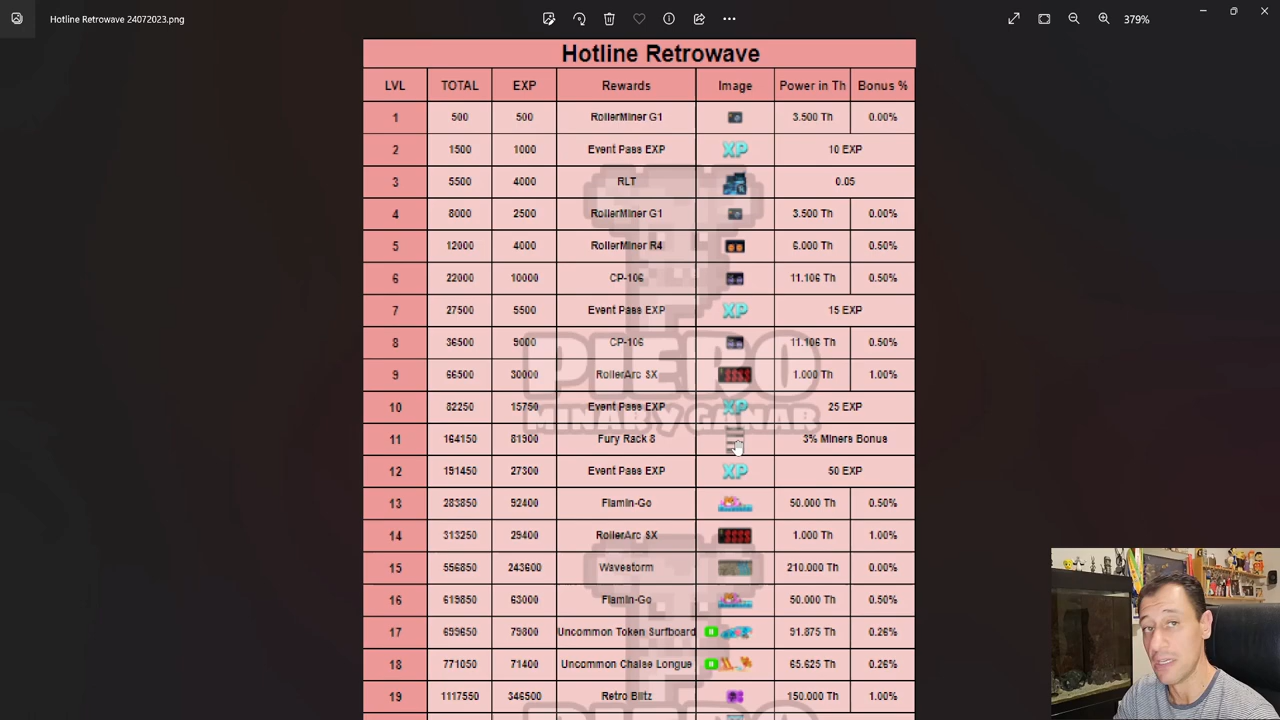 Hotline Retrowave 24072023.png
379%
Hotline Retrowave
LVL TOTAL EXP Rewards Image Power in Th Bonus %
1 500 500 RollerMiner G1 3.500 Th 0.00%
2 1500 1000 Event Pass EXP XP 10 EXP
3 5500 4000 RLT 0.05
4 8000 2500 RollerMiner G1 3.500 Th 0.00%
5 12000 4000 RollerMiner R4 6.000 Th 0.50%
6 22000 10000 CP-106 11.106 Th 0.50%
7 27500 5500 Event Pass EXP XP 15 EXP
8 36500 9000 CP-106 11.106 Th 0.50%
PIERO
9 66500 30000 RollerArc SX 1.000 Th 1.00%
10 82250 15750 Event Pass EXP XP 25 EXP
MINAR Y GANAR
11 164150 81900 Fury Rack 8 3% Miners Bonus
12 191450 27300 Event Pass EXP XP 50 EXP
13 283850 92400 Flamin-Go 50.000 Th 0.50%
14 313250 29400 RollerArc SX 1.000 Th 1.00%
15 556850 243600 Wavestorm 210.000 Th 0.00%
16 619850 63000 Flamin-Go 50.000 Th 0.50%
17 699650 79800 Uncommon Token Surfboard 91.875 Th 0.26%
18 771050 71400 Uncommon Chaise Longue 65.625 Th 0.26%
19 1117550 346500 Retro Blitz 150.000 Th 1.00%